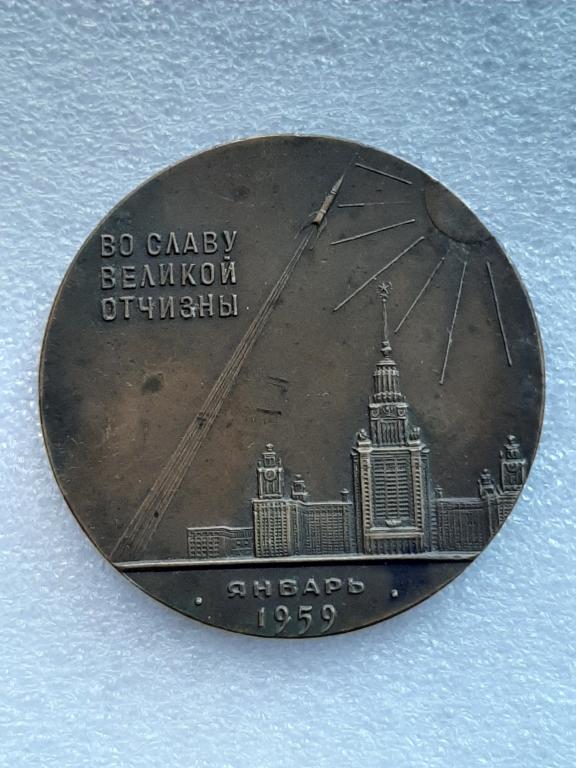 ВО СЛАВУ
ВЕЛИКОЙ
ОТЧИЗНЫ
ЯНВАРЬ
1959